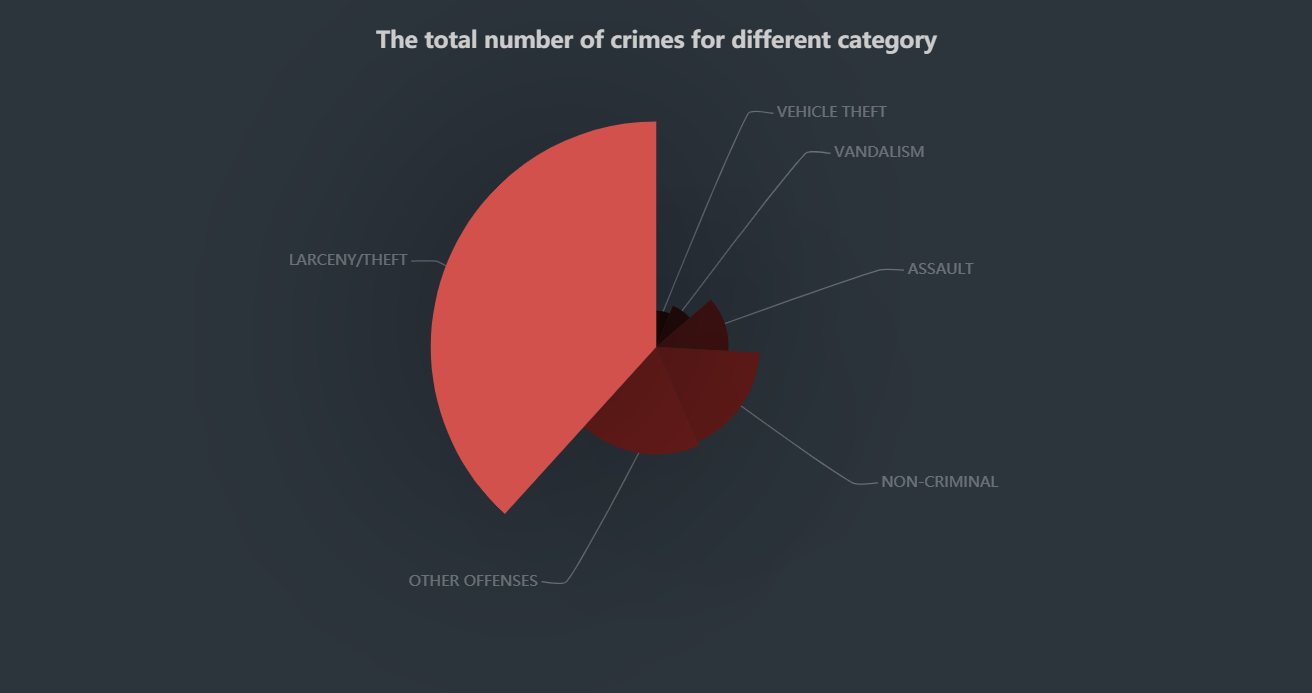 The total number of crimes for different category
VEHICLE THEFT
VANDALISM
LARCENY/THEFT
ASSAULT
NON-CRIMINAL
OTHER OFFENSES